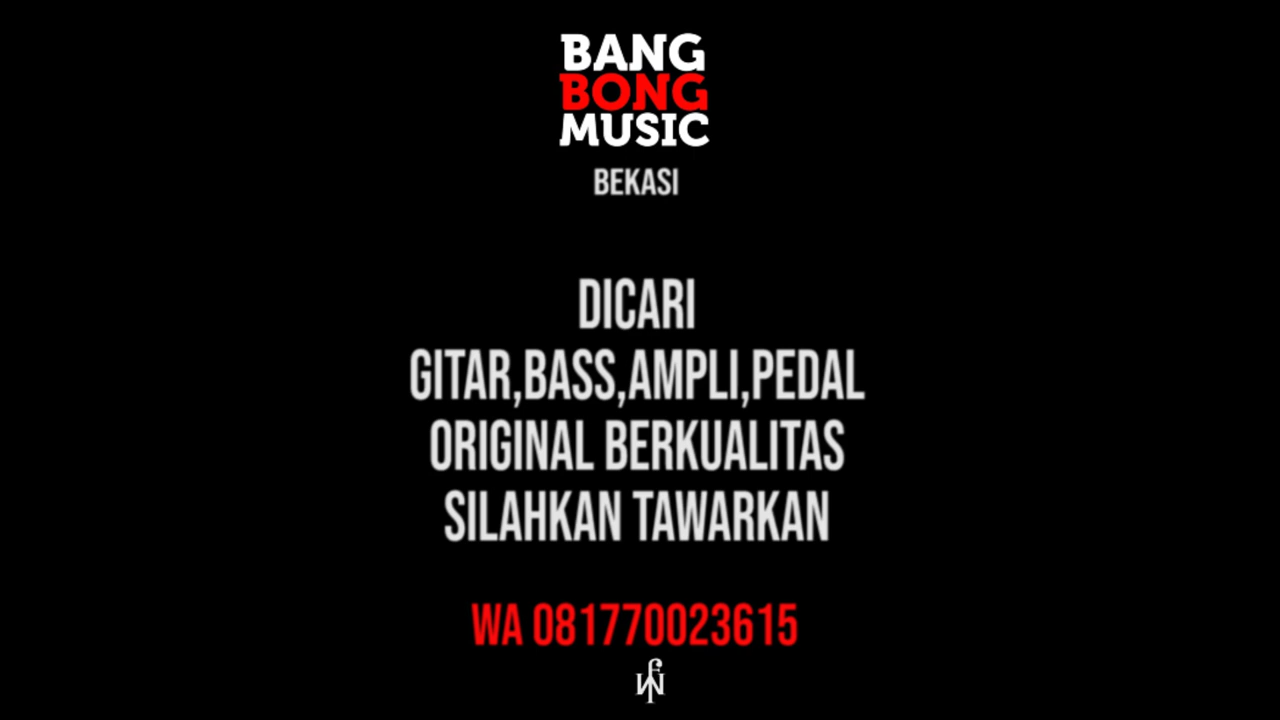 BANG
BONG
MUSIC
BEKASI
DICARI
GITAR,BASS,AMPLI,PEDAL
ORIGINAL BERKUALITAS
SILAHKAN TAWARKAN
WA 081770023615